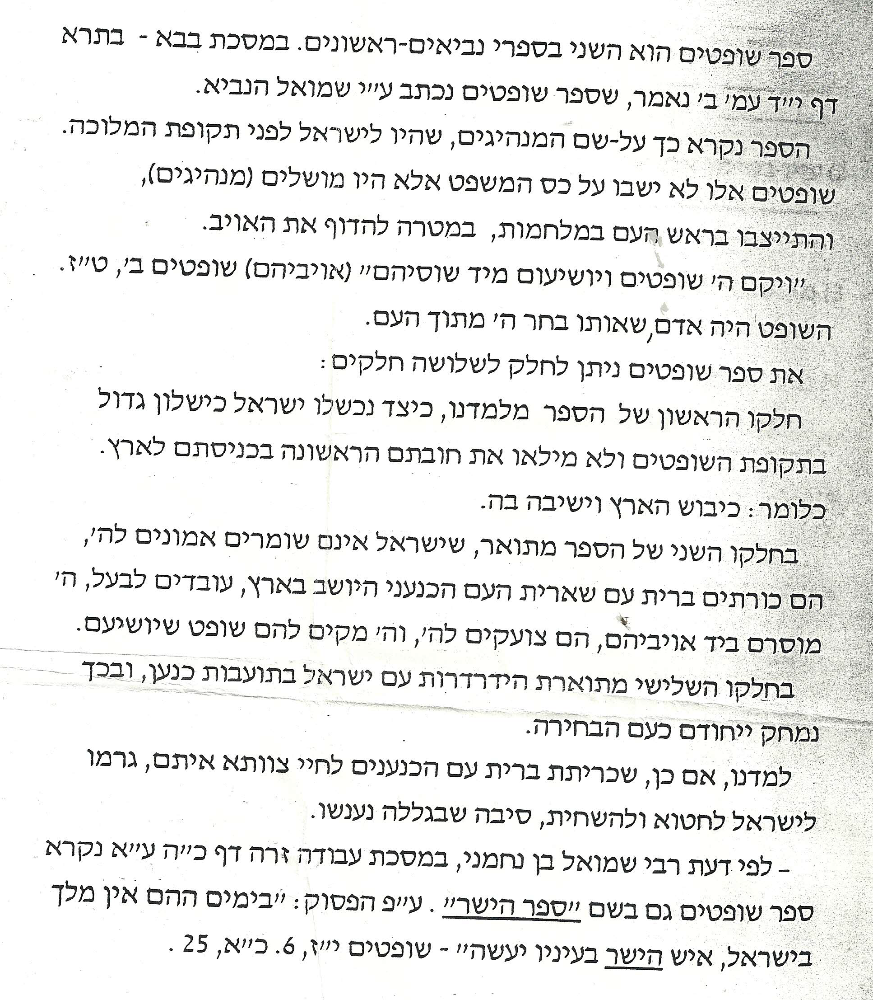 ספר שופטים הוא השני בספרי נביאים-ראשונים. במסכת בבא - בתרא
דף י״ד עמ׳ ב׳ נאמר, שספר שופטים נכתב ע״י שמואל הנביא.
הספר נקרא כך על-שם המנהיגים, שהיו לישראל לפני תקופת המלוכה.
שופטים אלו לא ישבו על כס המשפט אלא היו מושלים (מנהיגים),
והתייצבו בראש העם במלחמות, במטרה להדוף את האויב.
״ויקם ה׳ שופטים ויושיעום מיד שוסיהם״ (אויביהם) שופטים ב׳, ט״ז.
השופט היה אדם,שאותו בחר ה׳ מתוך העם.
את ספר שופטים ניתן לחלק לשלושה חלקים:
חלקו הראשון של הספר מלמדנו, כיצד נכשלו ישראל כישלון גדול
בתקופת השופטים ולא מילאו את חובתם הראשונה בכניסתם לארץ.
כלומר: כיבוש הארץ וישיבה בה.
בחלקו השני של הספר מתואר, שישראל אינם שומרים אמונים לה׳,
הם כורתים ברית עם שארית העם הכנעני היושב בארץ, עובדים לבעל, ה׳
מוסרם ביד אויביהם, הם צועקים לה׳, וה׳ מקים להם שופט שיושיעם.
בחלקו השלישי מתוארת הידרדרות עם ישראל בתועבות כנען, ובכך
נמחק ייחודם כעם הבחירה.
למדנו, אם כן, שכריתת ברית עם הכנענים לחיי צוותא איתם, גרמו
לישראל לחטוא ולהשחית, סיבה שבגללה נענשו.
- לפי דעת רבי שמואל בן נחמני, במסכת עבודה זרה דף כ״ה ע״א נקרא
ספר שופטים גם בשם ״ספר הישר״ . ע״פ הפסוק: ״בימים ההם אין מלך
בישראל, איש הישר בעיניו יעשה״ - שופטים י״ז, 6. כ״א, 25 .